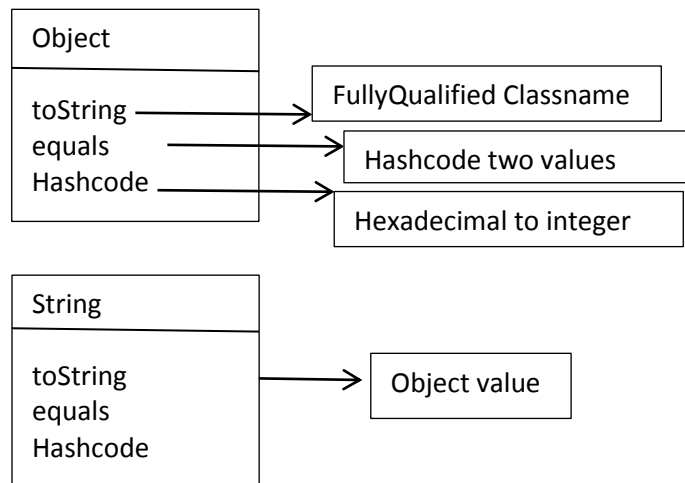 Object
toString
equals
Hashcode
FullyQualified Classname
Hashcode two values
Hexadecimal to integer
String
toString
equals
Hashcode
Object value